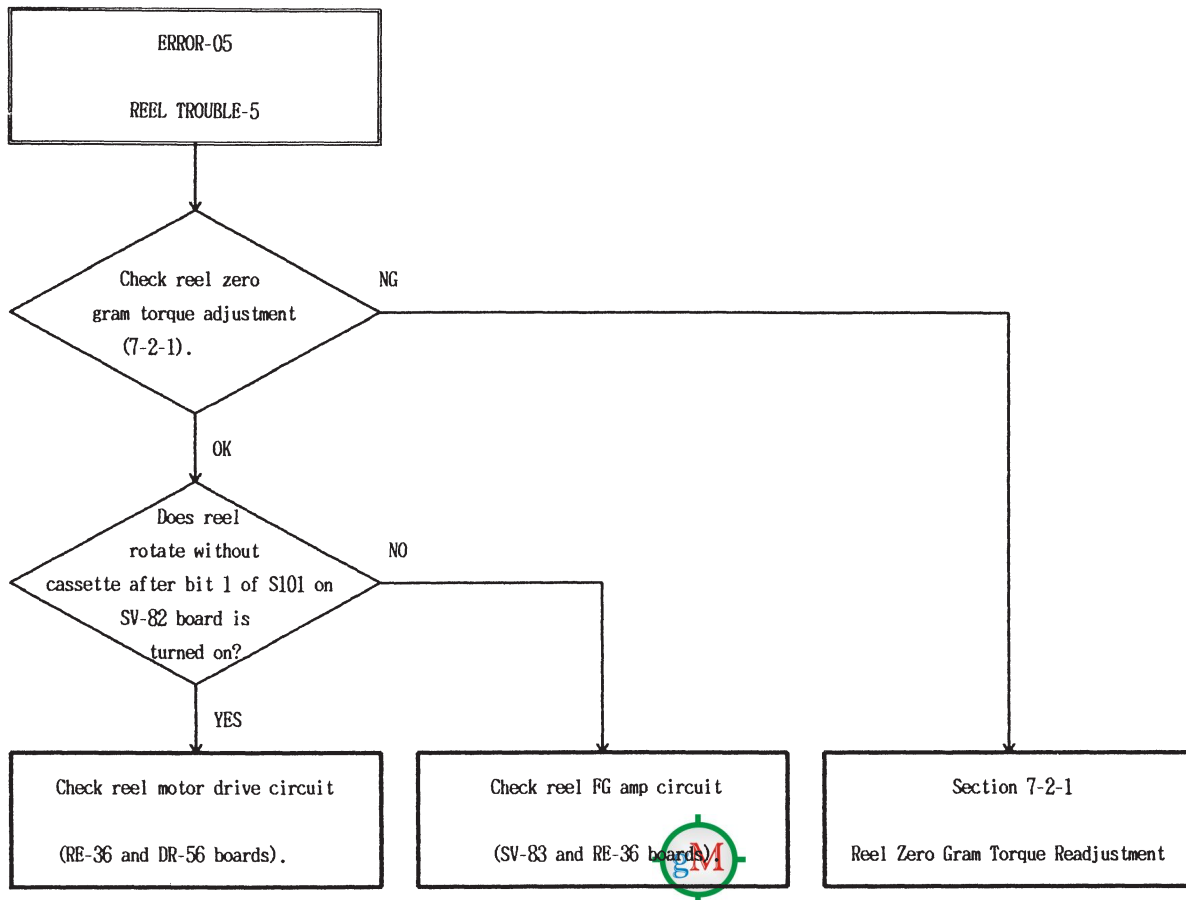 ERROR-05
REEL TROUBLE-5
Check reel zero
gram torque adjustment
(7-2-1).
NG
OK
Does reel
rotate without
cassette after bit 1 of S101 on
SV-82 board is
turned on?
NO
YES
Check reel motor drive circuit
(RE-36 and DR-56 boards).
Check reel FG amp circuit
(SV-83 and RE-36 boards).
gM
Section 7-2-1
Reel Zero Gram Torque Readjustment